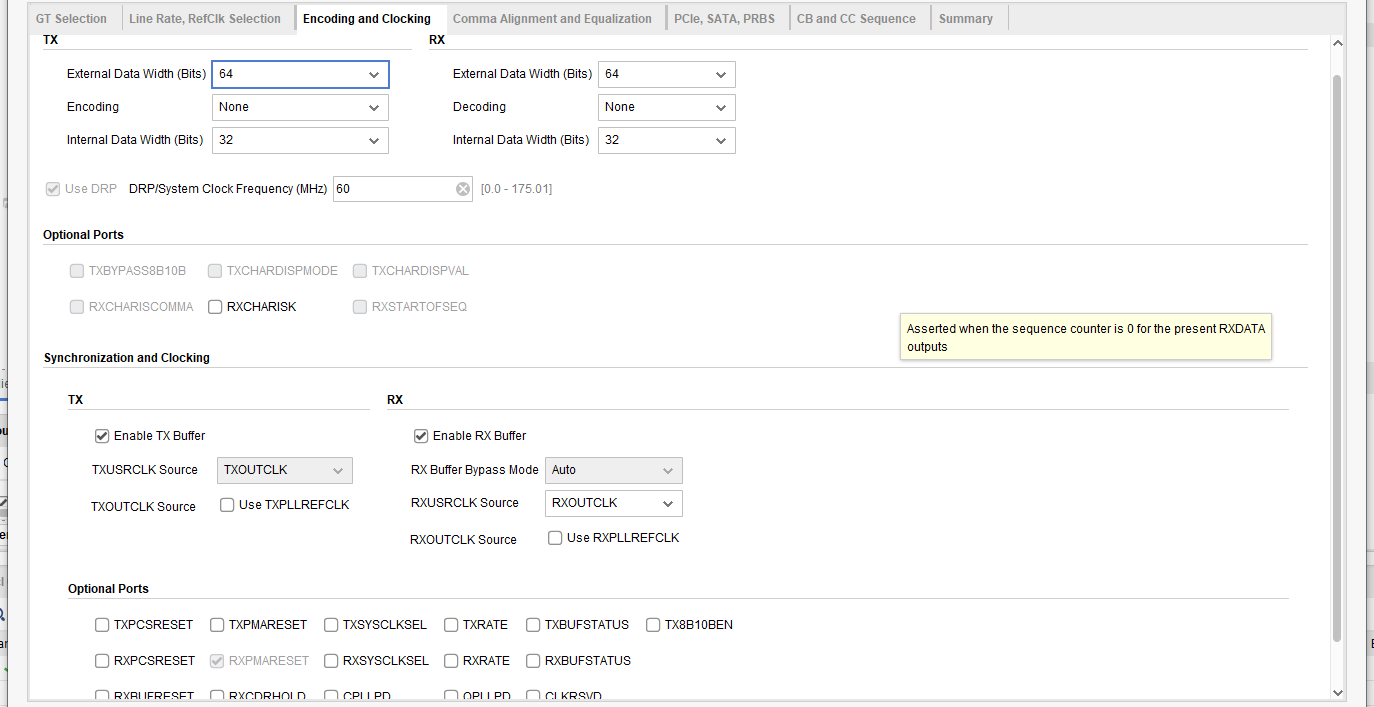 GT Selection Line Rate, RefClk Selection Encoding and Clocking Comma Alignment and Equalization PCIe, SATA, PRBS CB and CC Sequence Summary
TX RX
External Data Width (Bits) 64 External Data Width (Bits) 64
Encoding None Decoding None
Internal Data Width (Bits) 32 Internal Data Width (Bits) 32
Use DRP DRP/System Clock Frequency (MHz) 60 [0.0 - 175.01]
Optional Ports
TXBYPASS8B10B TXCHARDISPMODE TXCHARDISPVAL
RXCHARISCOMMA RXCHARISK RXSTARTOFSEQ
Asserted when the sequence counter is 0 for the present RXDATA
outputs
Synchronization and Clocking
TX RX
Enable TX Buffer Enable RX Buffer
TXUSRCLK Source TXOUTCLK RX Buffer Bypass Mode Auto
TXOUTCLK Source Use TXPLLREFCLK RXUSRCLK Source RXOUTCLK
RXOUTCLK Source Use RXPLLREFCLK
Optional Ports
TXPCSRESET TXPMARESET TXSYSCLKSEL TXRATE TXBUFSTATUS TX8B10BEN
RXPCSRESET RXPMARESET RXSYSCLKSEL RXRATE RXBUFSTATUS
RXBUFRESET RXCDRHOLD CPLLPD QPLLPD CLKRSVD